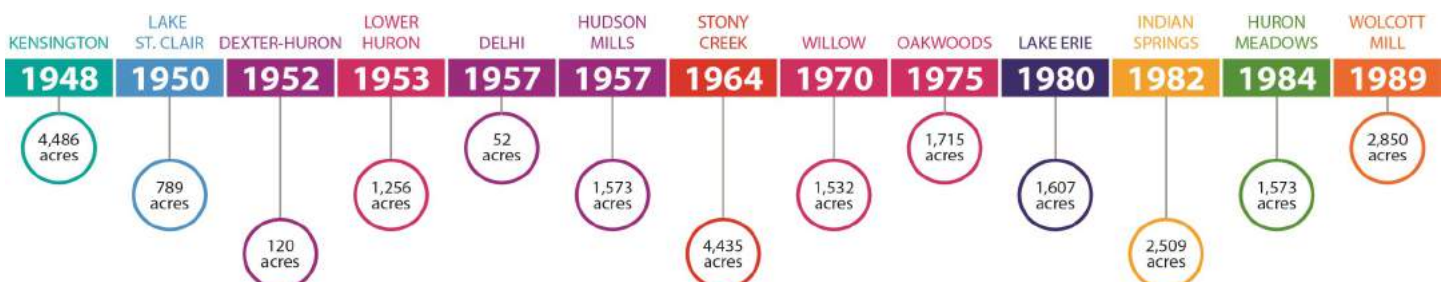 KENSINGTON
1948
4,486
acres
LAKE
ST. CLAIR
1950
789
acres
DEXTER-HURON
1952
120
acres
LOWER
HURON
1953
1,256
acres
DELHI
1957
52
acres
HUDSON
MILLS
1957
1,573
acres
STONY
CREEK
1964
4,435
acres
WILLOW
1970
1,532
acres
OAKWOODS
1975
1,715
acres
LAKE ERIE
1980
1,607
acres
INDIAN
SPRINGS
1982
2,509
acres
HURON
MEADOWS
1984
1,573
acres
WOLCOTT
MILL
1989
2,850
acres